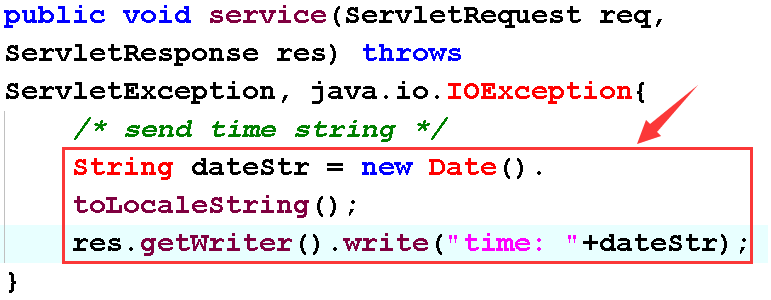 public void service(ServletRequest req,
ServletResponse res) throws
ServletException, java.io.IOException{
/* send time string */
String dateStr = new Date().
toLocaleString();
res.getWriter().write("time: "+dateStr);
}